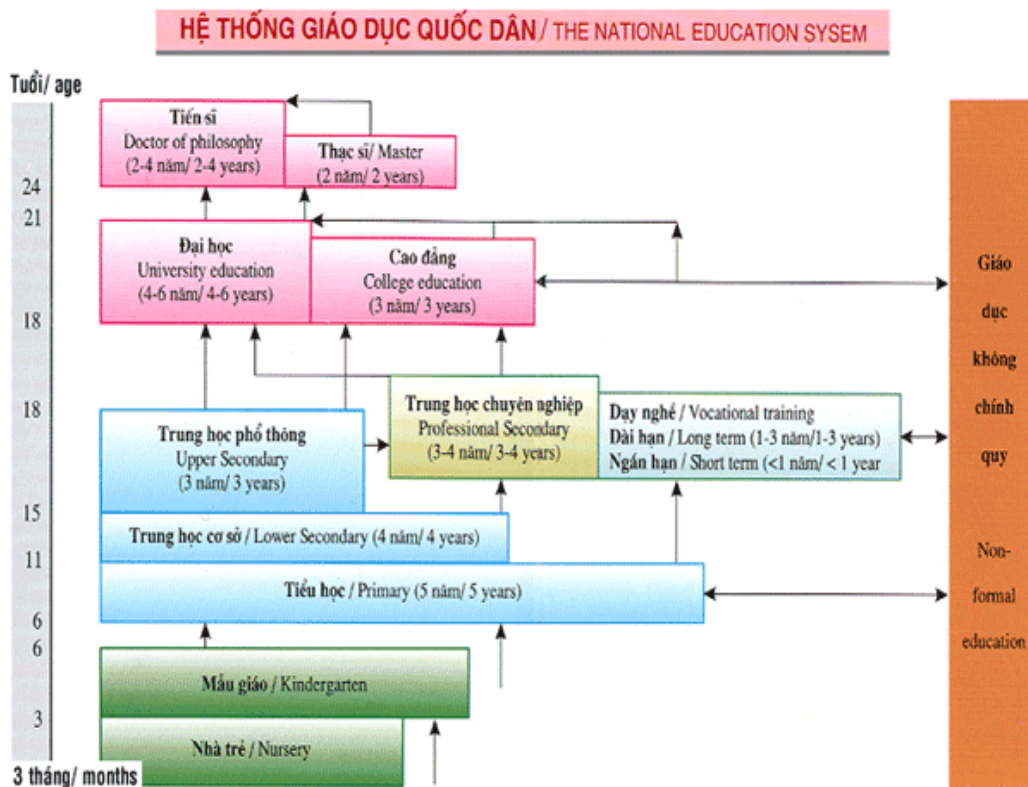 HỆ THỐNG GIÁO DỤC QUỐC DÂN/ THE NATIONAL EDUCATION SYSEM
Tuổi/ age
Tiến sĩ
Doctor of philosophy
(2-4 năm/ 2-4 years)
Thạc sĩ/ Master
(2 năm/ 2 years)
24
21
Đại học
University education
(4-6 năm/ 4-6 years)
Cao đẳng
College education
(3 năm/ 3 years)
18
18
Trung học phổ thông
Upper Secondary
(3 năm/ 3 years)
Trung học chuyên nghiệp
Professional Secondary
(3-4 năm/ 3-4 years)
Dạy nghề / Vocational training
Dài hạn / Long term (1-3 năm/1-3 years)
Ngắn hạn / Short term (<1 năm/ < 1 year
15
Trung học cơ sở / Lower Secondary (4 năm/ 4 years)
11
Tiểu học / Primary (5 năm/ 5 years)
6
6
Mẫu giáo / Kindergarten
3
Nhà trẻ / Nursery
3 tháng/ months
Giáo
dục
không
chính
quy
Non-
formal
education